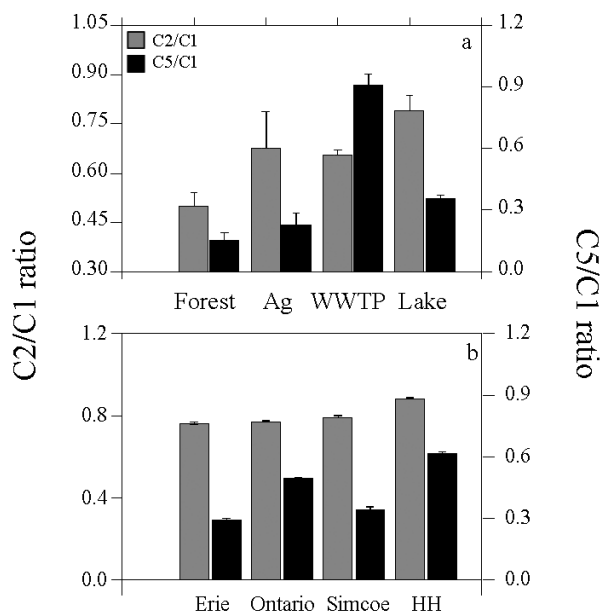 1.05
0.90
0.75
0.60
0.45
0.30
C2/C1
C5/C1
a
1.2
0.9
0.6
0.3
0.0
Forest Ag WWTP Lake
C2/C1 ratio
C5/C1 ratio
1.2
0.8
0.4
0.0
b
1.2
0.9
0.6
0.3
0.0
Erie Ontario Simcoe HH